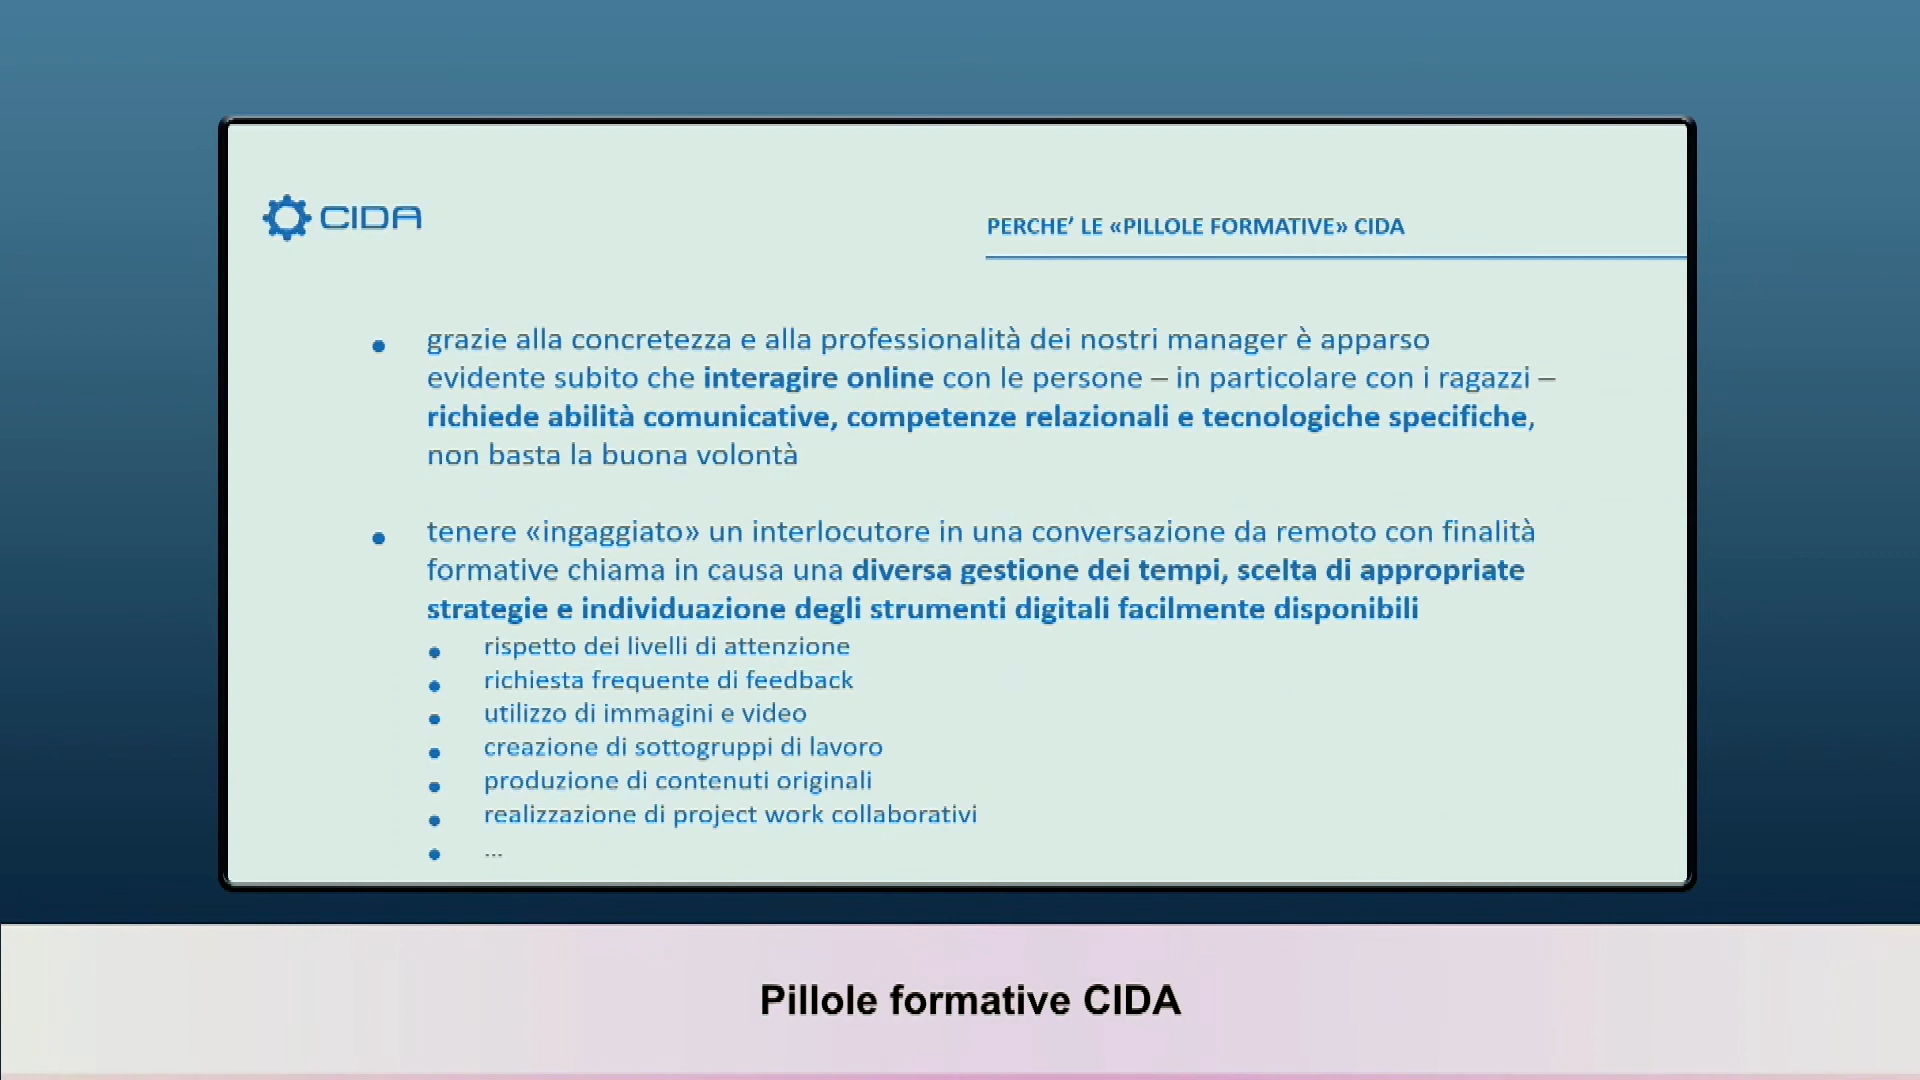 CIDA
PERCHE’ LE «PILLOLE FORMATIVE» CIDA
• grazie alla concretezza e alla professionalità dei nostri manager è apparso
evidente subito che interagire online con le persone – in particolare con i ragazzi –
richiede abilità comunicative, competenze relazionali e tecnologiche specifiche,
non basta la buona volontà
• tenere «ingaggiato» un interlocutore in una conversazione da remoto con finalità
formative chiama in causa una diversa gestione dei tempi, scelta di appropriate
strategie e individuazione degli strumenti digitali facilmente disponibili
• rispetto dei livelli di attenzione
• richiesta frequente di feedback
• utilizzo di immagini e video
• creazione di sottogruppi di lavoro
• produzione di contenuti originali
• realizzazione di project work collaborativi
• ...
Pillole formative CIDA